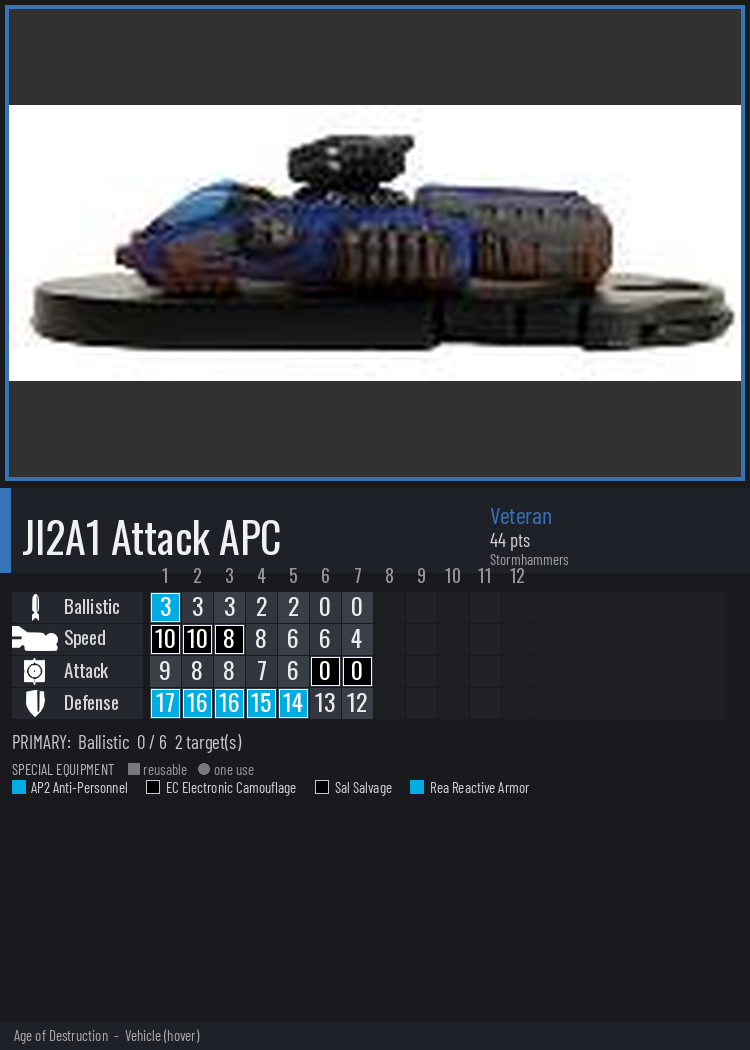 JI2A1 Attack APC
Veteran
44 pts
Stormhammers
1 2 3 4 5 6 7 8 9 10 11 12
Ballistic 3 3 3 2 2 0 0
Speed 10 10 8 8 6 6 4
Attack 9 8 8 7 6 0 0
Defense 17 16 16 15 14 13 12
PRIMARY: Ballistic 0 / 6 2 target(s)
SPECIAL EQUIPMENT reusable one use
AP2 Anti-Personnel EC Electronic Camouflage Sal Salvage Rea Reactive Armor
Age of Destruction - Vehicle (hover)